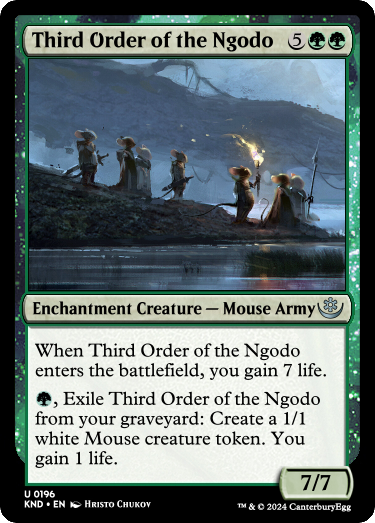 Third Order of the Ngodo 5
Enchantment Creature — Mouse Army
When Third Order of the Ngodo
enters the battlefield, you gain 7 life.
, Exile Third Order of the Ngodo
from your graveyard: Create a 1/1
white Mouse creature token. You
gain 1 life.
7/7
U 0196
KND • EN Hristo Chukov
™ & © 2024 CanterburyEgg